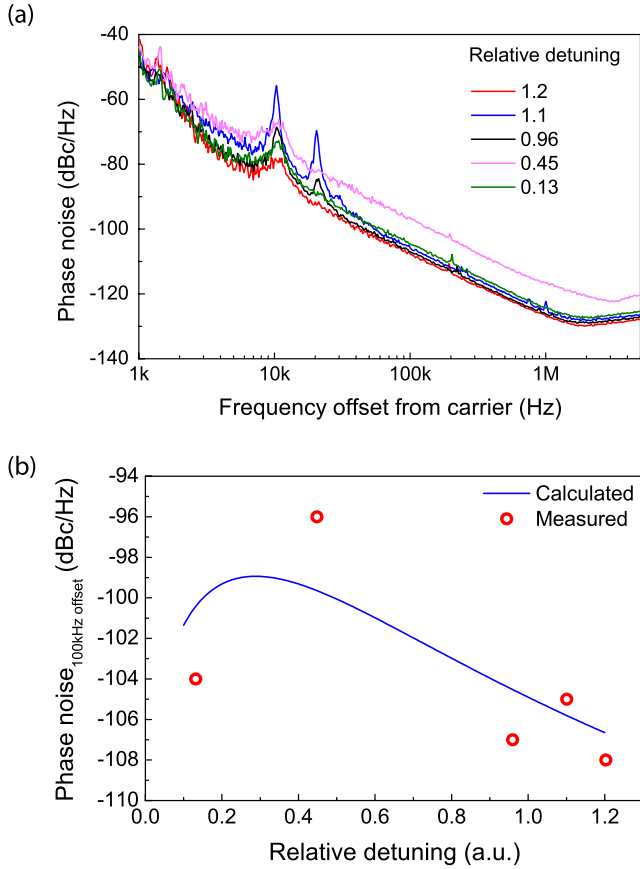 (a)
-40
-60
-80
-100
-120
-140
Phase noise (dBc/Hz)
Relative detuning
1.2
1.1
0.96
0.45
0.13
1k
10k
100k
1M
Frequency offset from carrier (Hz)
(b)
-94
-96
-98
-100
-102
-104
-106
-108
-110
Phase noise100kHz offset (dBc/Hz)
Calculated
Measured
0.0
0.2
0.4
0.6
0.8
1.0
1.2
Relative detuning (a.u.)